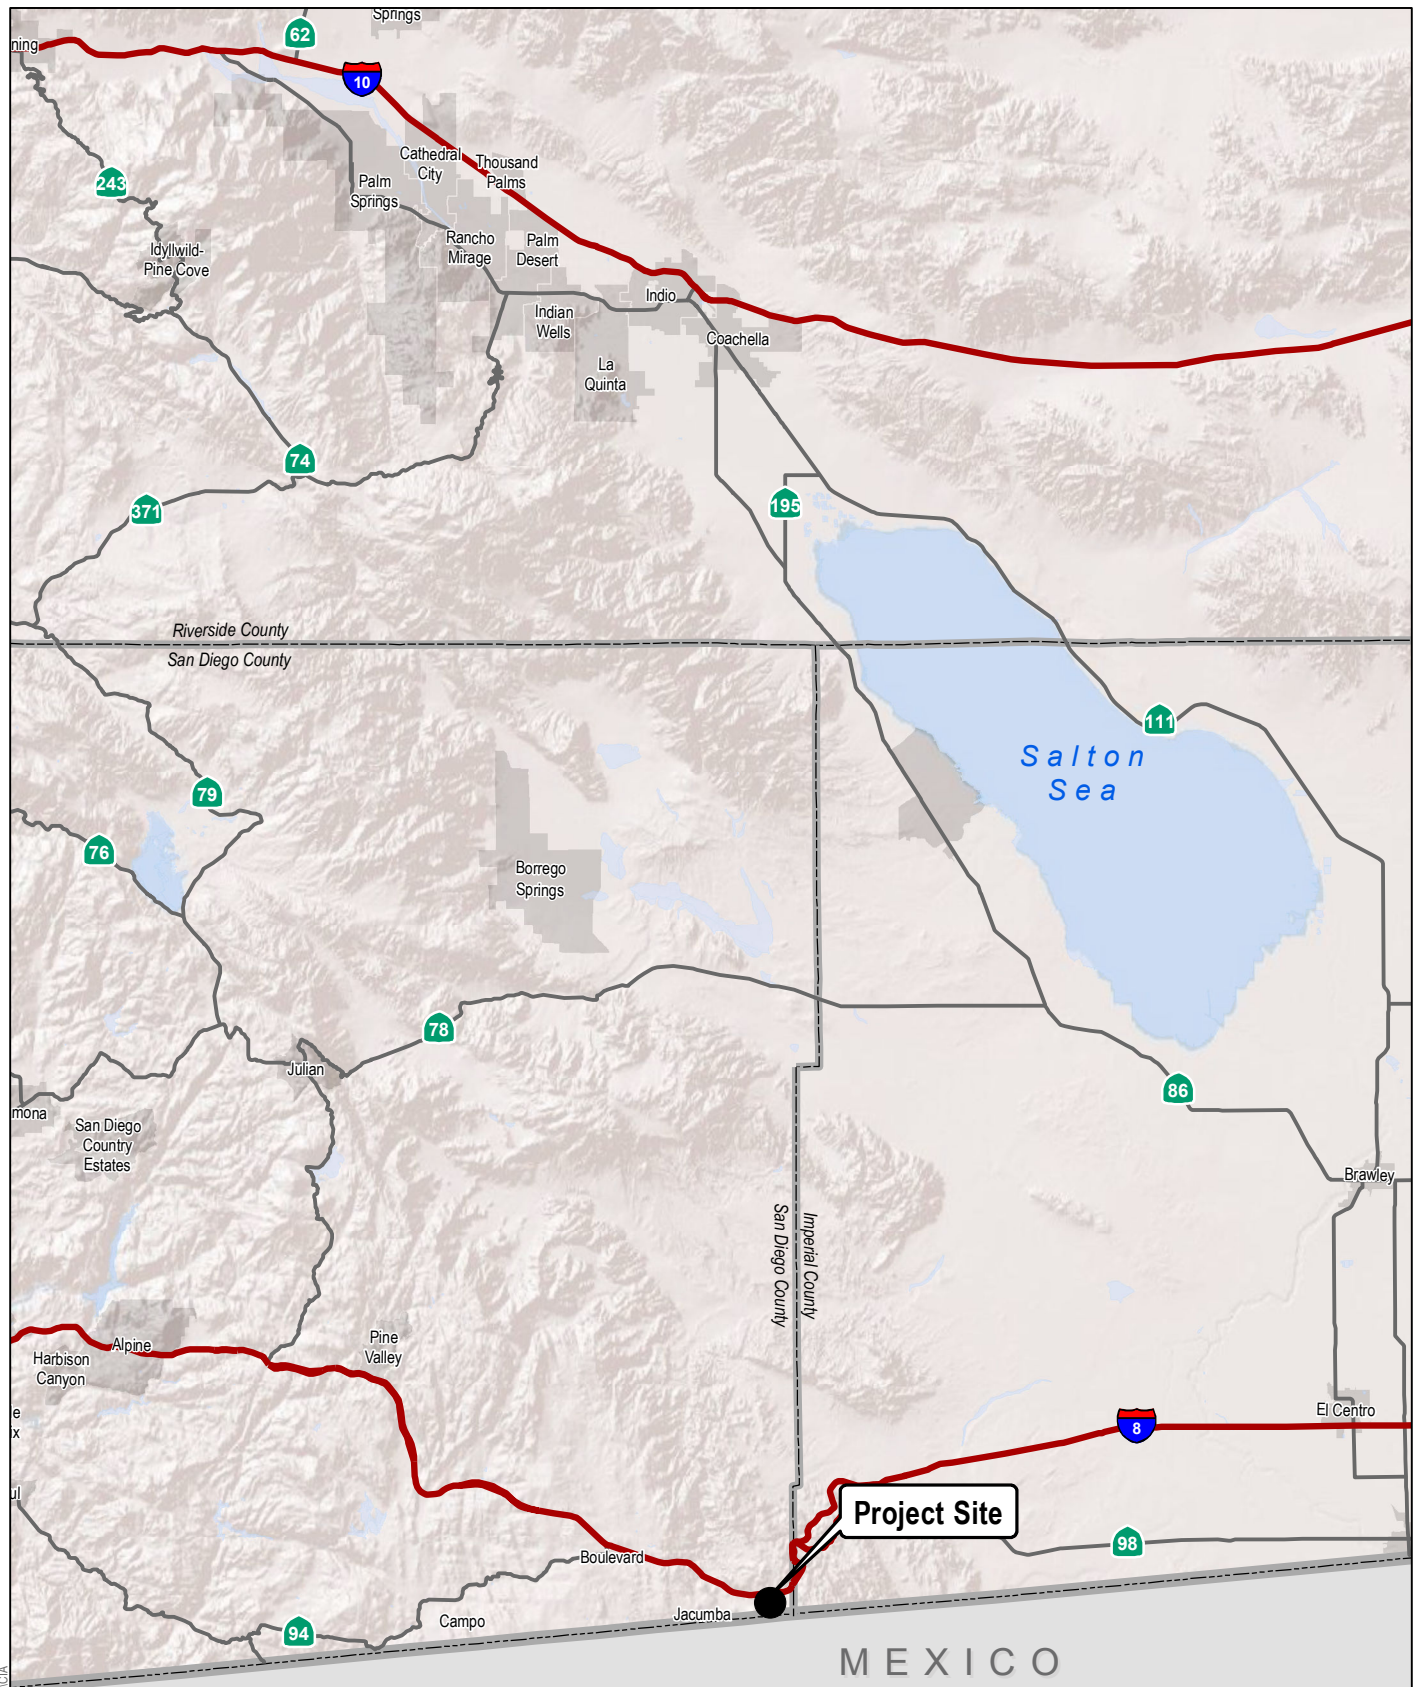 Springs
62
ning
10
Cathedral
City
Thousand
Palms
243
Palm
Springs
Rancho
Mirage
Palm
Desert
Idyllwild-
Pine Cove
Indio
Indian
Wells
Coachella
La
Quinta
74
195
371
Riverside County
San Diego County
111
Salton
Sea
79
76
Borrego
Springs
78
Julian
86
mona
San Diego
Country
Estates
Brawley
San Diego County
Imperial County
Pine
Valley
Alpine
Harbison
Canyon
El Centro
e
ix
8
ul
Project Site
98
Boulevard
Jacumba
Campo
94
MEXICO